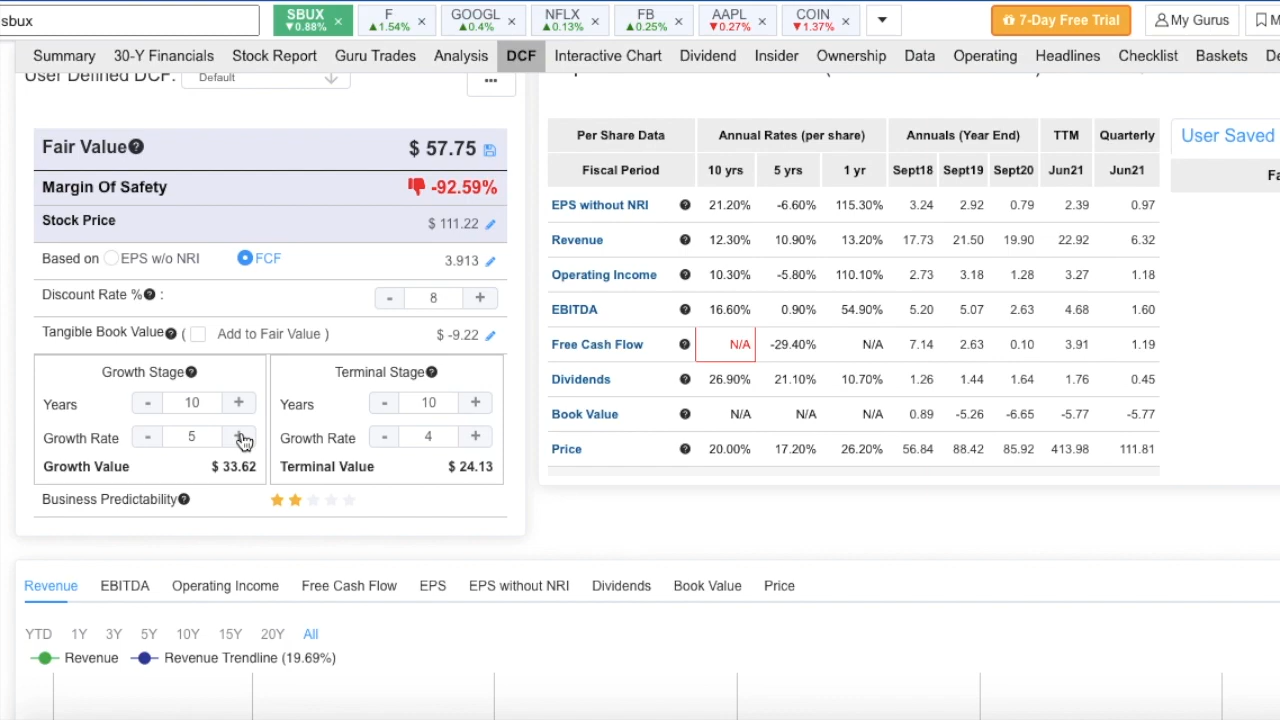 sbux
SBUX × F × GOOGL × NFLX × FB × AAPL × COIN ×
▼0.88% ▲1.54% ▲0.4% ▲0.13% ▲0.25% ▼0.27% ▼1.37%
7-Day Free Trial My Gurus M
Summary 30-Y Financials Stock Report Guru Trades Analysis DCF Interactive Chart Dividend Insider Ownership Data Operating Headlines Checklist Baskets De
User Defined DCF: Default
...
Fair Value $ 57.75
Margin Of Safety -92.59%
Stock Price $ 111.22
Based on EPS w/o NRI FCF 3.913
Discount Rate % : - 8 +
Tangible Book Value ( Add to Fair Value ) $ -9.22
Growth Stage
Years - 10 +
Growth Rate - 5
Growth Value $ 33.62
Terminal Stage
Years - 10 +
Growth Rate - 4 +
Terminal Value $ 24.13
Business Predictability
Per Share Data Annual Rates (per share) Annuals (Year End) TTM Quarterly
Fiscal Period 10 yrs 5 yrs 1 yr Sept18 Sept19 Sept20 Jun21 Jun21
EPS without NRI 21.20% -6.60% 115.30% 3.24 2.92 0.79 2.39 0.97
Revenue 12.30% 10.90% 13.20% 17.73 21.50 19.90 22.92 6.32
Operating Income 10.30% -5.80% 110.10% 2.73 3.18 1.28 3.27 1.18
EBITDA 16.60% 0.90% 54.90% 5.20 5.07 2.63 4.68 1.60
Free Cash Flow N/A -29.40% N/A 7.14 2.63 0.10 3.91 1.19
Dividends 26.90% 21.10% 10.70% 1.26 1.44 1.64 1.76 0.45
Book Value N/A N/A N/A 0.89 -5.26 -6.65 -5.77 -5.77
Price 20.00% 17.20% 26.20% 56.84 88.42 85.92 413.98 111.81
User Saved
Fa
Revenue EBITDA Operating Income Free Cash Flow EPS EPS without NRI Dividends Book Value Price
YTD 1Y 3Y 5Y 10Y 15Y 20Y All
Revenue Revenue Trendline (19.69%)